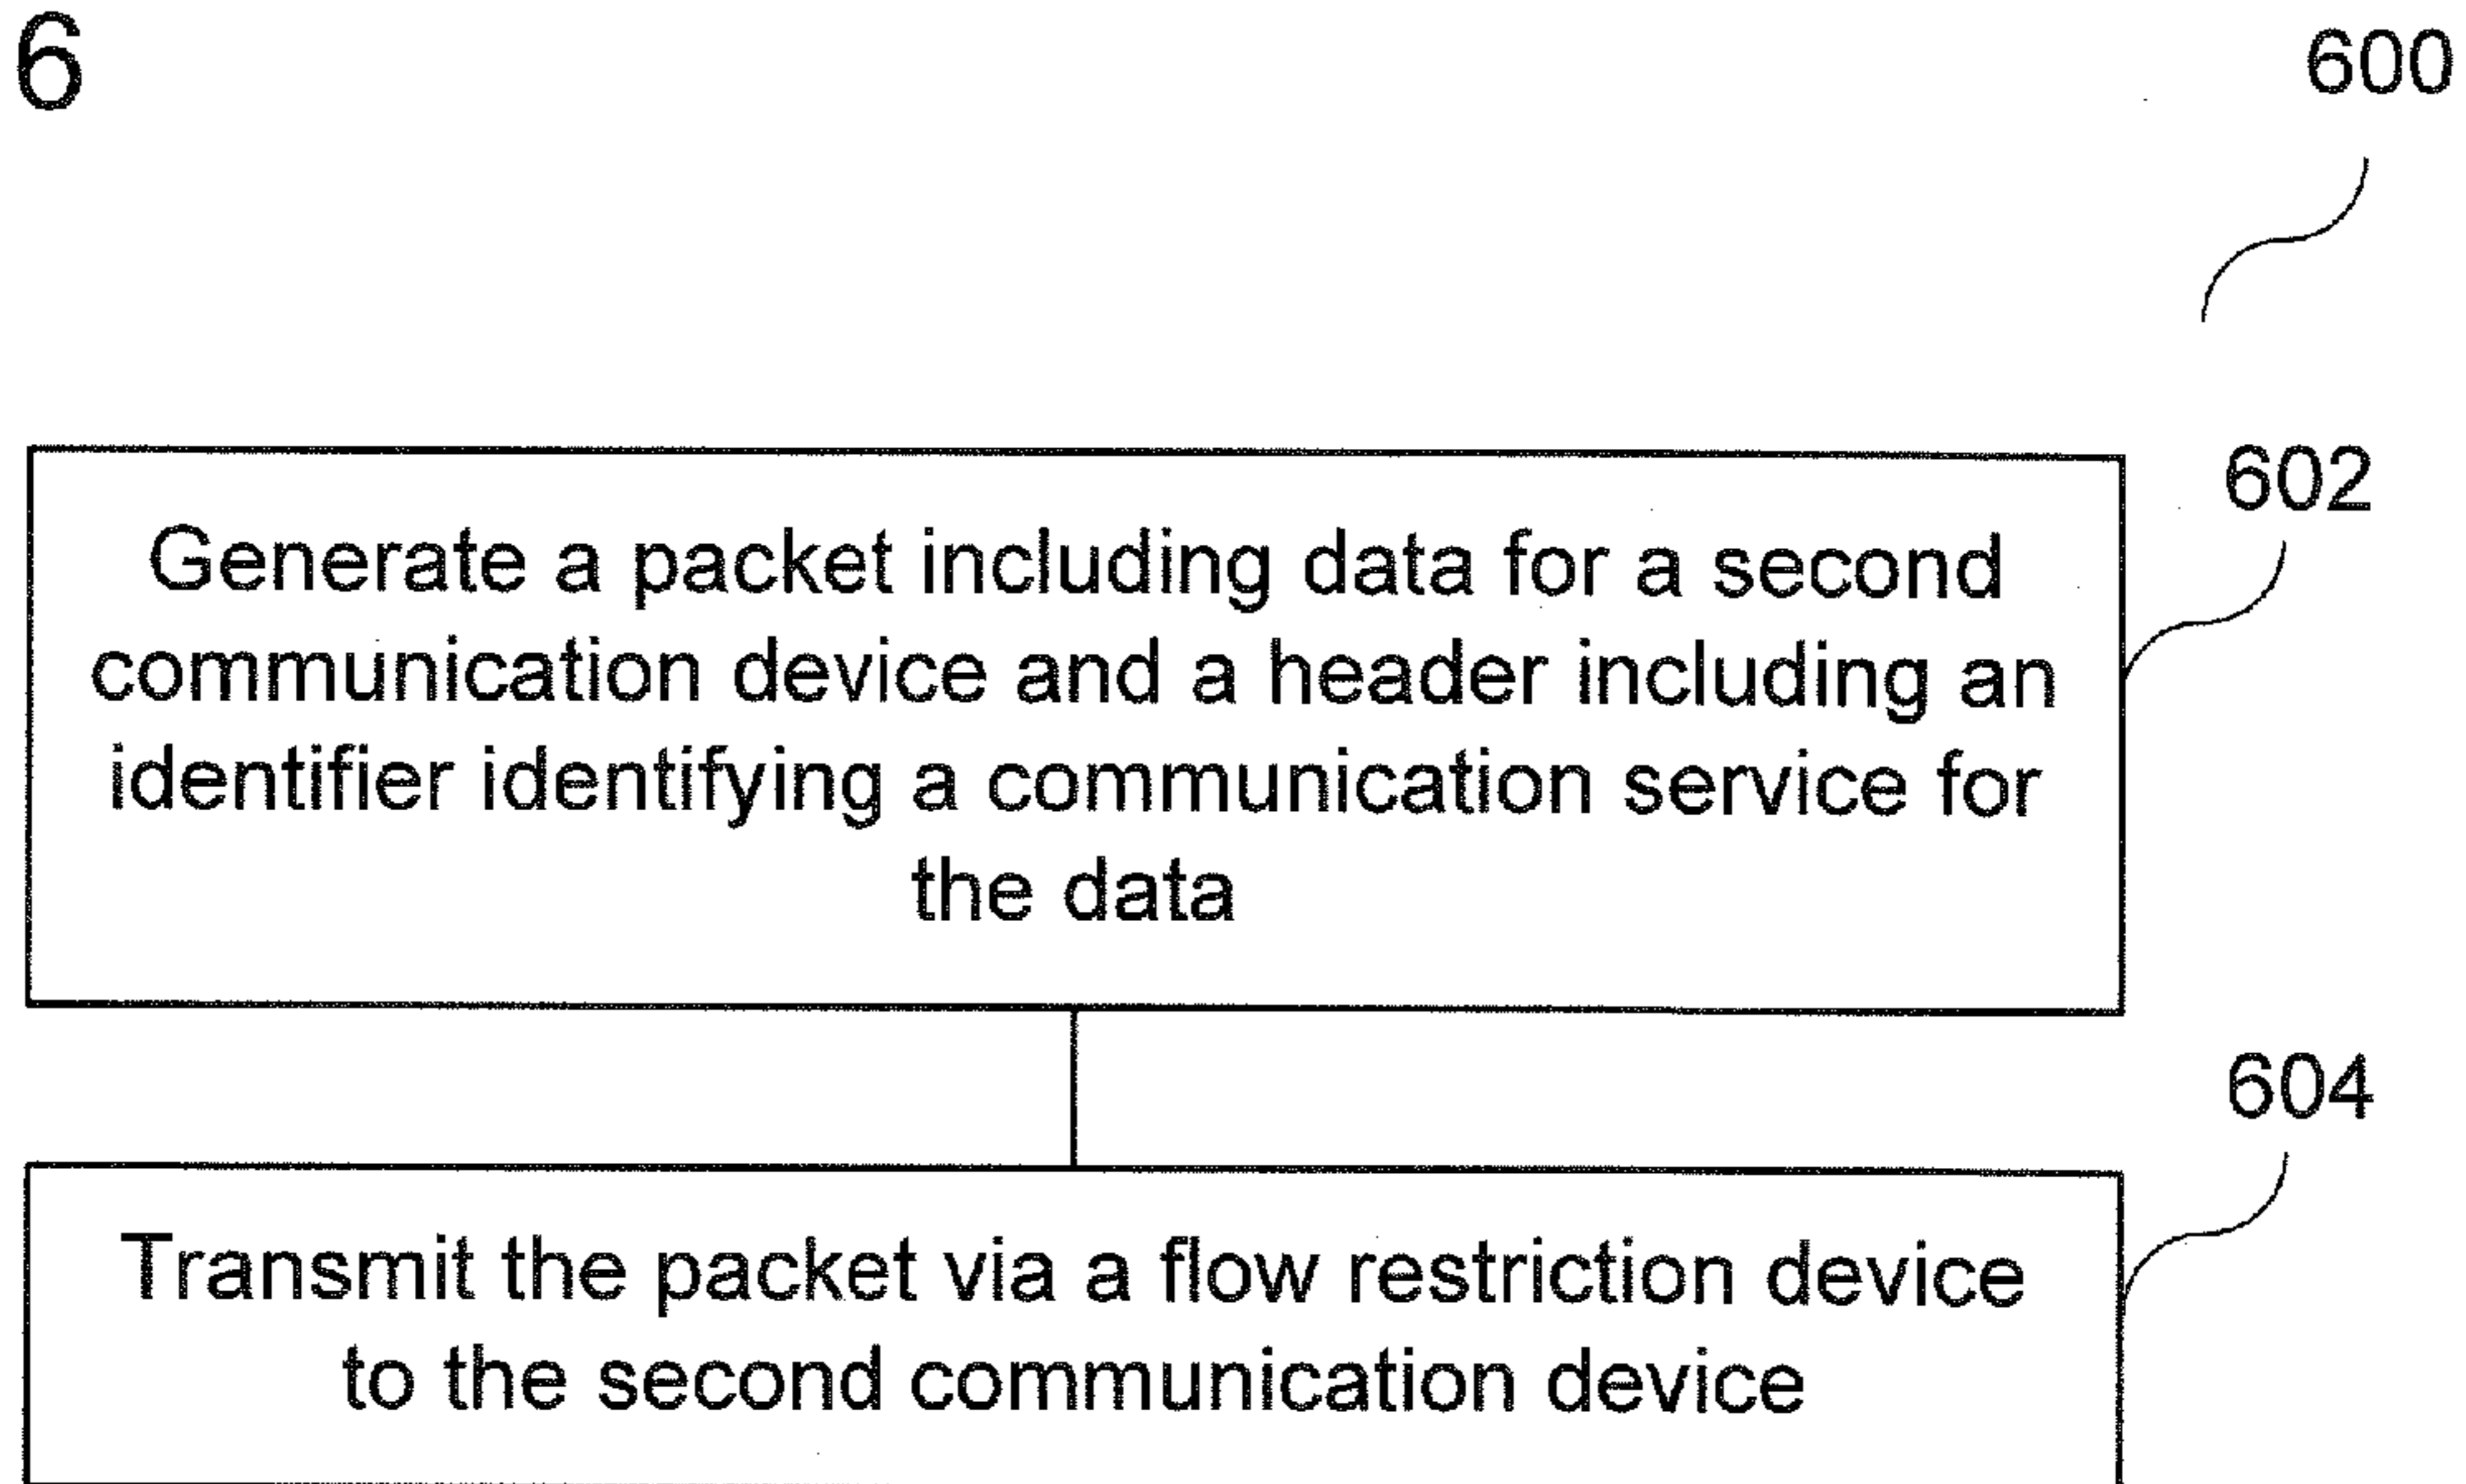 6
600
602
Generate a packet including data for a second
communication device and a header including an
identifier identifying a communication service for
the data
604
Transmit the packet via a flow restriction device
to the second communication device